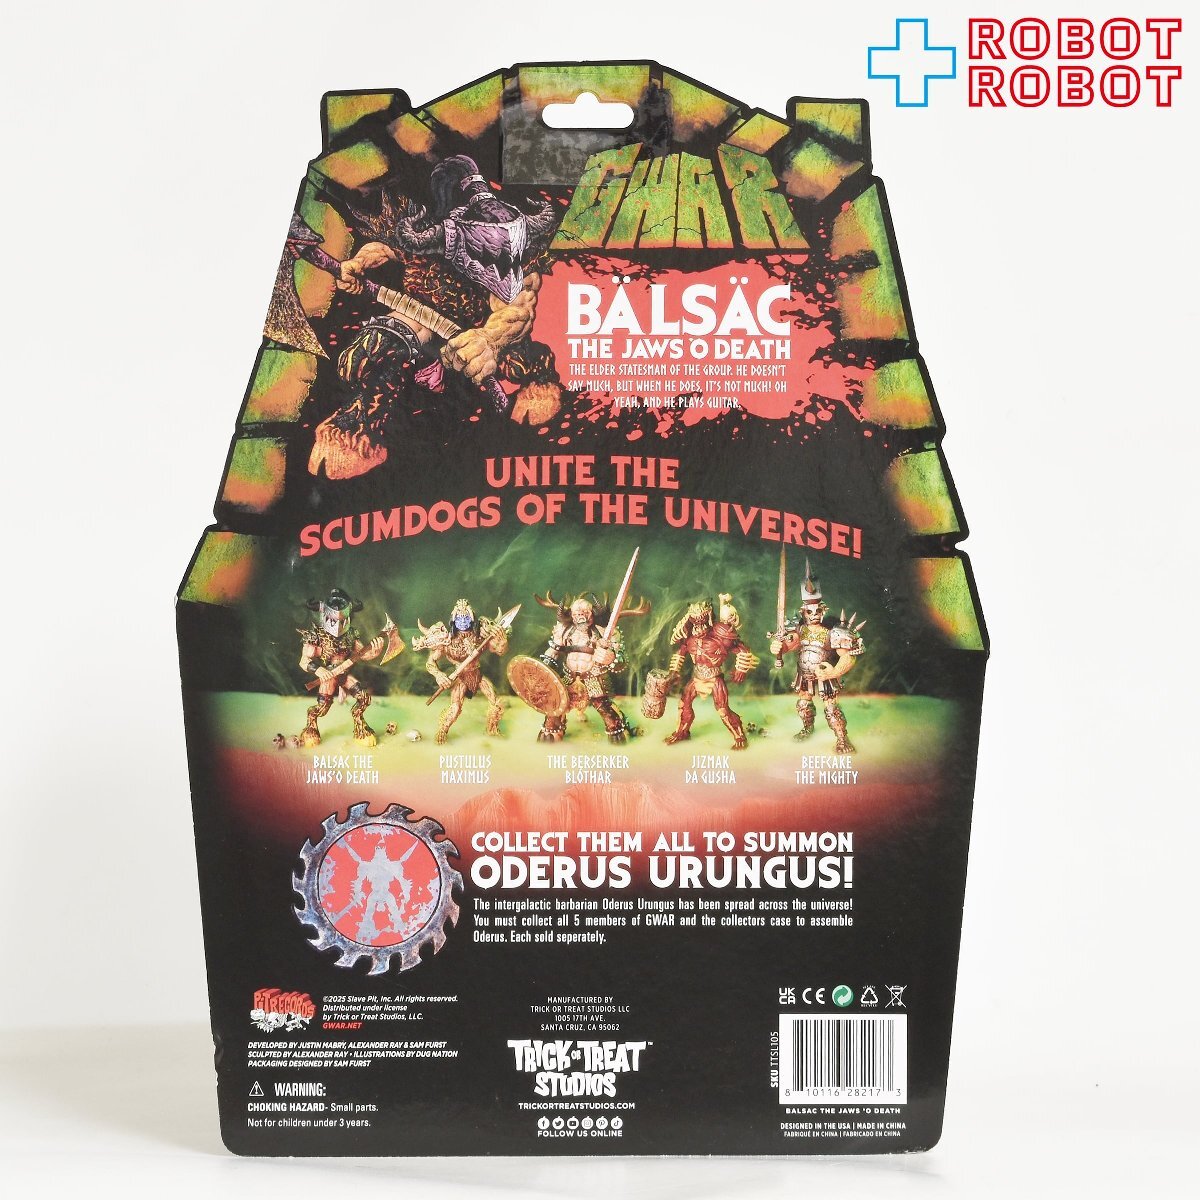 ROBOT
ROBOT
GWAR
BÄLSÄC
THE JAWS 'O DEATH
THE ELDER STATESMAN OF THE GROUP. HE DOESN'T
SAY MUCH, BUT WHEN HE DOES, IT'S NOT MUCH! OH
YEAH, AND HE PLAYS GUITAR.
UNITE THE
SCUMDOGS OF THE UNIVERSE!
BALSAC THE
JAWS'O DEATH
PUSTULUS
MAXIMUS
THE BERSERKER
BLÖTHAR
JIZMAK
DA GUSHA
BEEFCAKE
THE MIGHTY
COLLECT THEM ALL TO SUMMON
ODERUS URUNGUS!
The intergalactic barbarian Oderus Urungus has been spread across the universe!
You must collect all 5 members of GWAR and the collectors case to assemble
Oderus. Each sold seperately.
PIT RECORDS
©2025 Slave Pit, Inc. All rights reserved.
Distributed under license
by Trick or Treat Studios, LLC.
GWAR.NET
DEVELOPED BY JUSTIN MABRY, ALEXANDER RAY & SAM FURST
SCULPTED BY ALEXANDER RAY • ILLUSTRATIONS BY DUG NATION
PACKAGING DESIGNED BY SAM FURST
WARNING:
CHOKING HAZARD- Small parts.
Not for children under 3 years.
MANUFACTURED BY
TRICK OR TREAT STUDIOS LLC
1005 17TH AVE.
SANTA CRUZ, CA 95062
TRICK OR TREAT™
STUDIOS
TRICKORTREATSTUDIOS.COM
FOLLOW US ONLINE
UK
CA CE
SKU TTSL105
8 10116 28217 3
BALSAC THE JAWS 'O DEATH
DESIGNED IN THE USA | MADE IN CHINA
FABRIQUÉ EN CHINA | FABRICADO EN CHINA